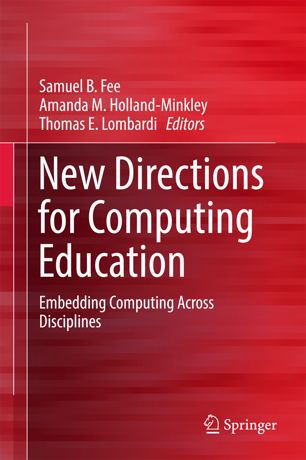 Samuel B. Fee
Amanda M. Holland-Minkley
Thomas E. Lombardi Editors
New Directions
for Computing
Education
Embedding Computing Across
Disciplines
Springer